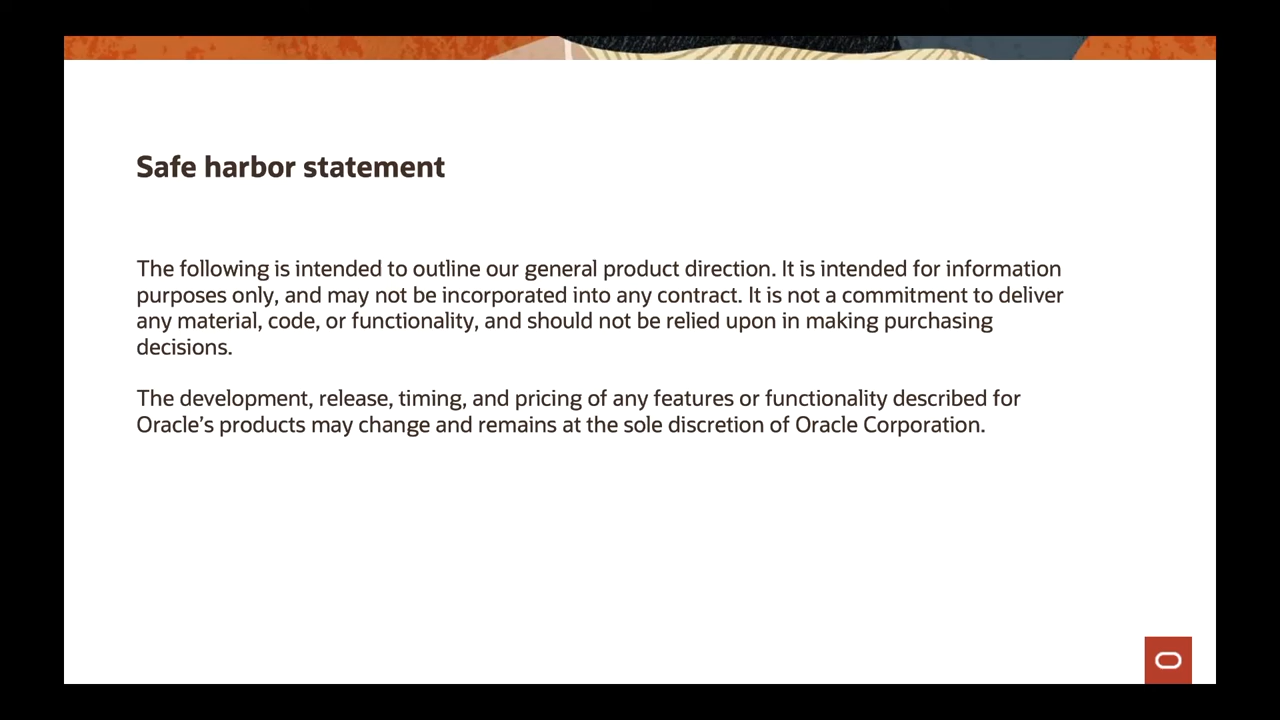 Safe harbor statement
The following is intended to outline our general product direction. It is intended for information
purposes only, and may not be incorporated into any contract. It is not a commitment to deliver
any material, code, or functionality, and should not be relied upon in making purchasing
decisions.
The development, release, timing, and pricing of any features or functionality described for
Oracle’s products may change and remains at the sole discretion of Oracle Corporation.